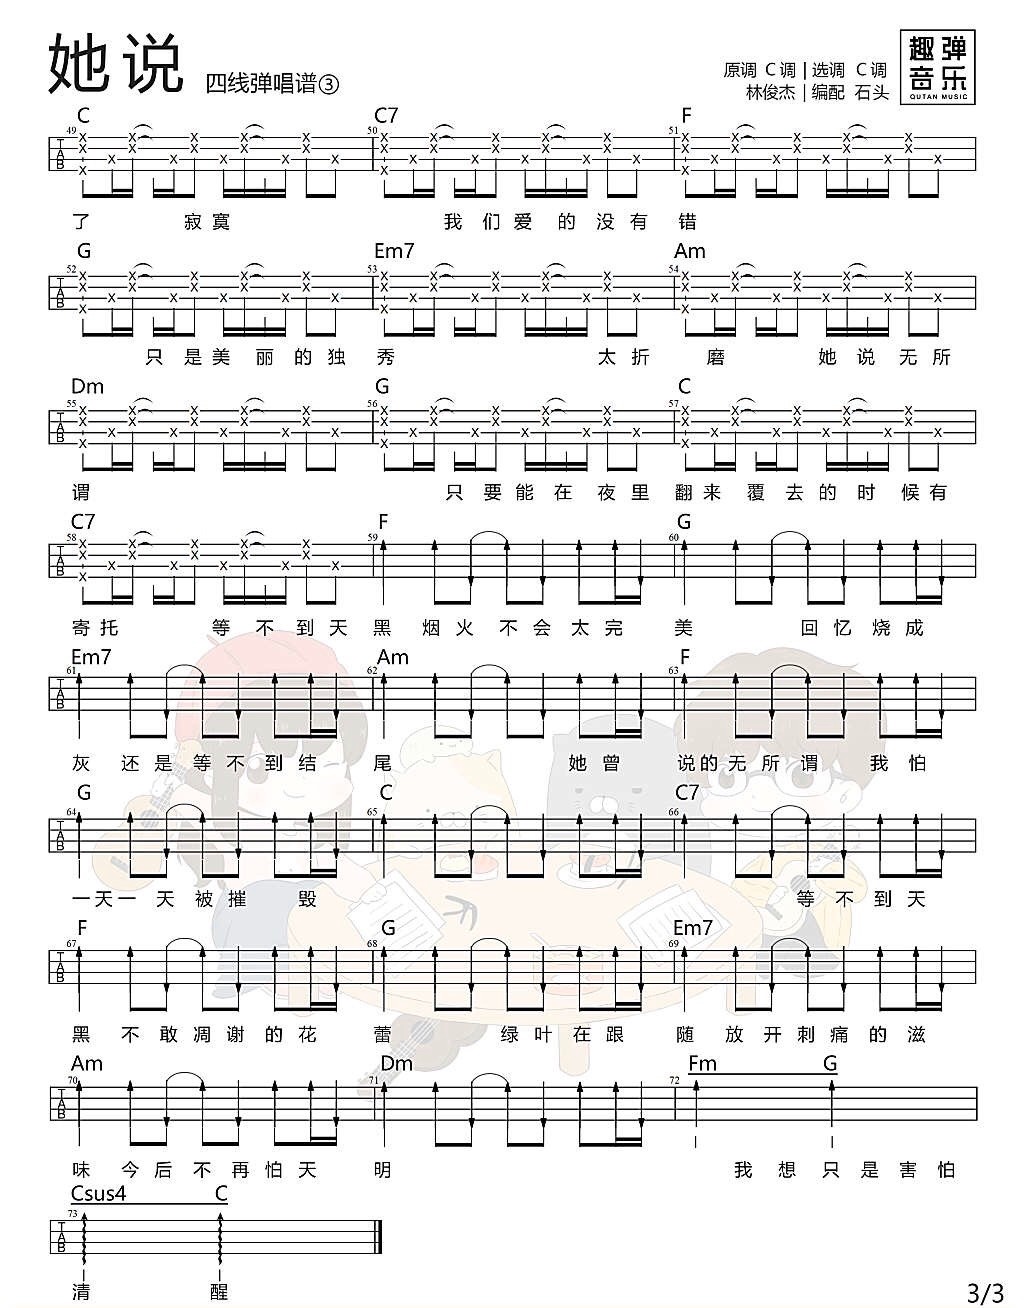 她说 四线弹唱谱③
原调 C调 | 选调 C调
林俊杰 | 编配 石头
趣弹音乐
QUTAN MUSIC
C C7 F
49 50 51
TAB
了 寂寞 我们爱的没有错
G Em7 Am
52 53 54
TAB
只是美丽的独秀 太折磨 她说无所
Dm G C
55 56 57
TAB
谓 只要能在夜里翻来覆去的时候有
C7 F G
58 59 60
TAB
寄托 等不到天黑烟火不会太完美 回忆烧成
Em7 Am F
61 62 63
TAB
灰还是等不到结尾 她曾说的无所谓 我怕
G C C7
64 65 66
TAB
一天一天被摧毁 等不到天
F G Em7
67 68 69
TAB
黑不敢凋谢的花蕾 绿叶在跟随放开刺痛的滋
Am Dm Fm G
70 71 72
TAB
味今后不再怕天明 我想只是害怕
Csus4 C
73
TAB
清 醒
3/3